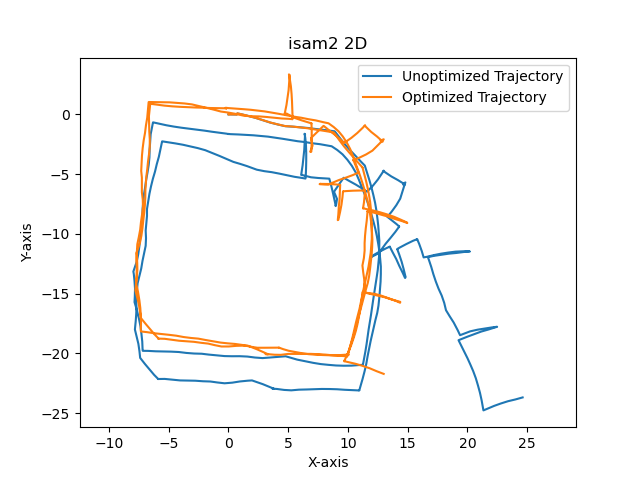 isam2 2D
Unoptimized Trajectory
Optimized Trajectory
0
−5
−10
−15
−20
−25
Y-axis
−10 −5 0 5 10 15 20 25
X-axis